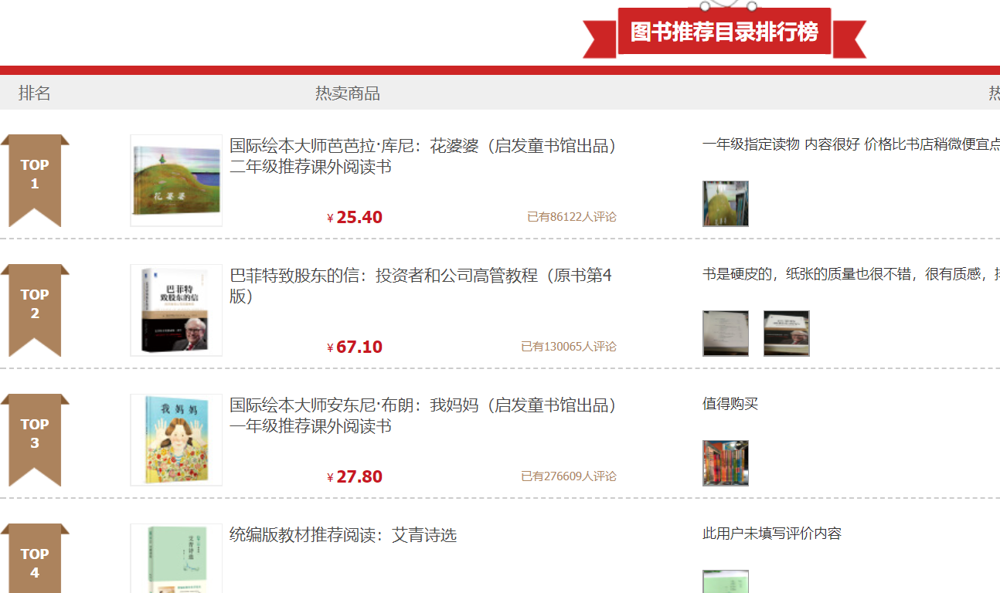 图书推荐目录排行榜
排名 热卖商品
TOP
1
花婆婆
国际绘本大师芭芭拉·库尼：花婆婆（启发童书馆出品）
二年级推荐课外阅读书
¥ 25.40 已有86122人评论
一年级指定读物 内容很好 价格比书店稍微便宜点
TOP
2
巴菲特
致股东的信
巴菲特致股东的信：投资者和公司高管教程（原书第4
版）
¥ 67.10 已有130065人评论
书是硬皮的，纸张的质量也很不错，很有质感，
TOP
3
我妈妈
国际绘本大师安东尼·布朗：我妈妈（启发童书馆出品）
一年级推荐课外阅读书
¥ 27.80 已有276609人评论
值得购买
TOP
4
艾青诗选
统编版教材推荐阅读：艾青诗选
此用户未填写评价内容